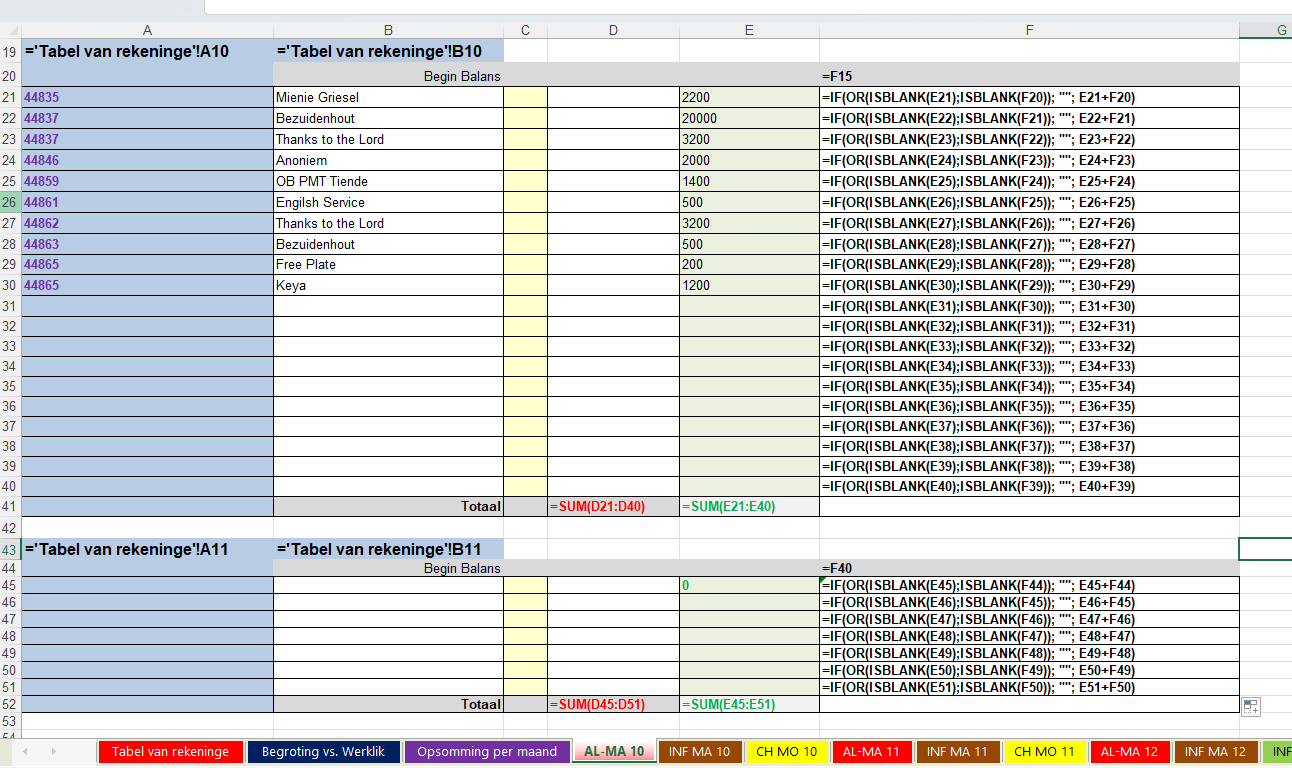 A B C D E F G
19 ='Tabel van rekeninge'!A10 ='Tabel van rekeninge'!B10
20 Begin Balans =F15
21 44835 Mienie Griesel 2200 =IF(OR(ISBLANK(E21);ISBLANK(F20)); ""; E21+F20)
22 44837 Bezuidenhout 20000 =IF(OR(ISBLANK(E22);ISBLANK(F21)); ""; E22+F21)
23 44837 Thanks to the Lord 3200 =IF(OR(ISBLANK(E23);ISBLANK(F22)); ""; E23+F22)
24 44846 Anoniem 2000 =IF(OR(ISBLANK(E24);ISBLANK(F23)); ""; E24+F23)
25 44859 OB PMT Tiende 1400 =IF(OR(ISBLANK(E25);ISBLANK(F24)); ""; E25+F24)
26 44861 Engilsh Service 500 =IF(OR(ISBLANK(E26);ISBLANK(F25)); ""; E26+F25)
27 44862 Thanks to the Lord 3200 =IF(OR(ISBLANK(E27);ISBLANK(F26)); ""; E27+F26)
28 44863 Bezuidenhout 500 =IF(OR(ISBLANK(E28);ISBLANK(F27)); ""; E28+F27)
29 44865 Free Plate 200 =IF(OR(ISBLANK(E29);ISBLANK(F28)); ""; E29+F28)
30 44865 Keya 1200 =IF(OR(ISBLANK(E30);ISBLANK(F29)); ""; E30+F29)
31 =IF(OR(ISBLANK(E31);ISBLANK(F30)); ""; E31+F30)
32 =IF(OR(ISBLANK(E32);ISBLANK(F31)); ""; E32+F31)
33 =IF(OR(ISBLANK(E33);ISBLANK(F32)); ""; E33+F32)
34 =IF(OR(ISBLANK(E34);ISBLANK(F33)); ""; E34+F33)
35 =IF(OR(ISBLANK(E35);ISBLANK(F34)); ""; E35+F34)
36 =IF(OR(ISBLANK(E36);ISBLANK(F35)); ""; E36+F35)
37 =IF(OR(ISBLANK(E37);ISBLANK(F36)); ""; E37+F36)
38 =IF(OR(ISBLANK(E38);ISBLANK(F37)); ""; E38+F37)
39 =IF(OR(ISBLANK(E39);ISBLANK(F38)); ""; E39+F38)
40 =IF(OR(ISBLANK(E40);ISBLANK(F39)); ""; E40+F39)
41 Totaal =SUM(D21:D40) =SUM(E21:E40)
42
43 ='Tabel van rekeninge'!A11 ='Tabel van rekeninge'!B11
44 Begin Balans =F40
45 0 =IF(OR(ISBLANK(E45);ISBLANK(F44)); ""; E45+F44)
46 =IF(OR(ISBLANK(E46);ISBLANK(F45)); ""; E46+F45)
47 =IF(OR(ISBLANK(E47);ISBLANK(F46)); ""; E47+F46)
48 =IF(OR(ISBLANK(E48);ISBLANK(F47)); ""; E48+F47)
49 =IF(OR(ISBLANK(E49);ISBLANK(F48)); ""; E49+F48)
50 =IF(OR(ISBLANK(E50);ISBLANK(F49)); ""; E50+F49)
51 =IF(OR(ISBLANK(E51);ISBLANK(F50)); ""; E51+F50)
52 Totaal =SUM(D45:D51) =SUM(E45:E51)
53
54
Tabel van rekeninge Begroting vs. Werklik Opsomming per maand AL-MA 10 INF MA 10 CH MO 10 AL-MA 11 INF MA 11 CH MO 11 AL-MA 12 INF MA 12 INF